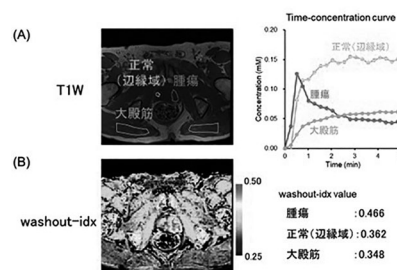 (A)
T1W
正常
(辺縁域) 腫瘍
大殿筋
Time-concentration curve
正常(辺縁域)
腫瘍
大殿筋
Concentration (mM)
0.20
0.15
0.10
0.05
0.00
0 1 2 3 4
Time (min)
(B)
washout-idx
0.50
0.25
washout-idx value
腫瘍 :0.466
正常(辺縁域) :0.362
大殿筋 :0.348